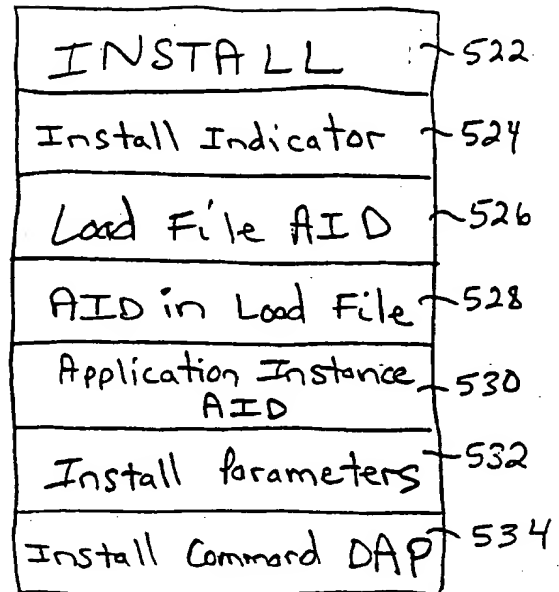 INSTALL 522
Install Indicator 524
Load File AID 526
AID in Load File 528
Application Instance
AID 530
Install Parameters 532
Install Command DAP 534